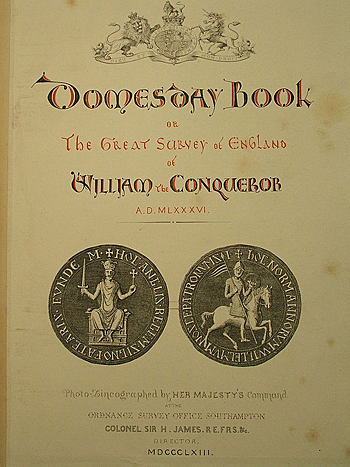 Domesday Book
or
The Great Survey of England
of
William the Conqueror
A.D. MLXXXVI.
Photo-Zincographed by HER MAJESTY'S Command
AT THE
ORDNANCE SURVEY OFFICE SOUTHAMPTON
COLONEL SIR H. JAMES. R.E. F.R.S. &c.
DIRECTOR,
MDCCCLXIII.